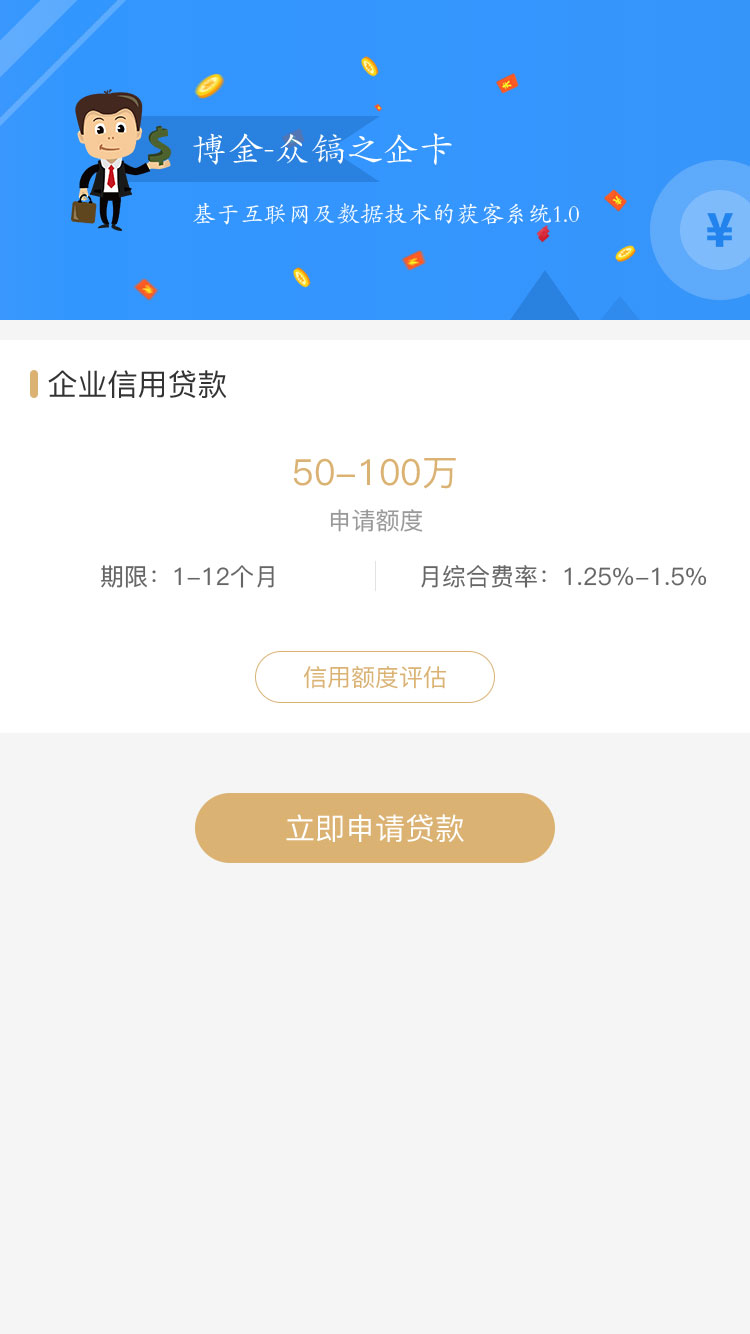 博金-众镐之企卡
基于互联网及数据技术的获客系统1.0
¥
企业信用贷款
50-100万
申请额度
期限：1-12个月
月综合费率：1.25%-1.5%
信用额度评估
立即申请贷款